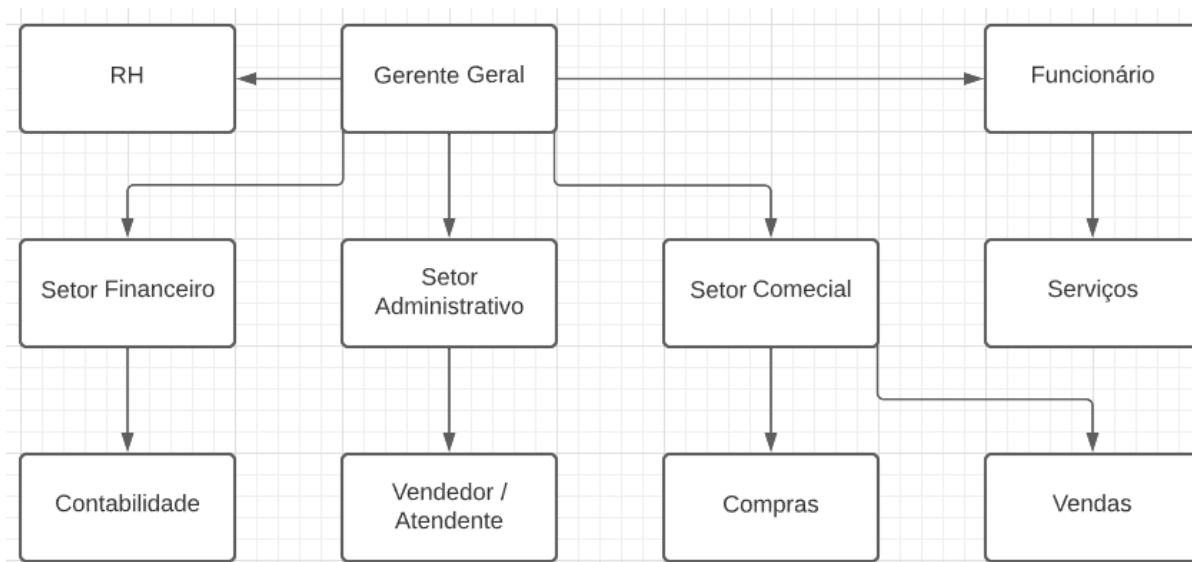 RH
Gerente Geral
Funcionário
Setor Financeiro
Setor
Administrativo
Setor Comecial
Serviços
Contabilidade
Vendedor /
Atendente
Compras
Vendas